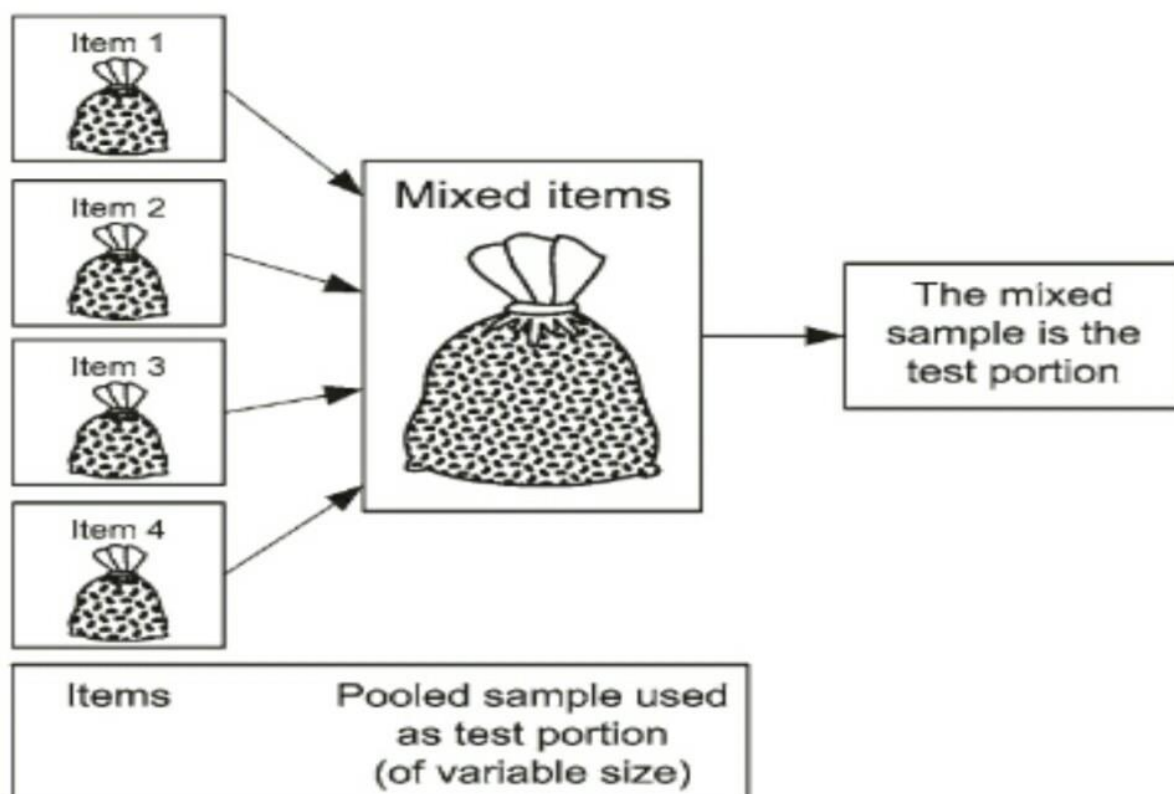 Item 1
Item 2
Item 3
Item 4
Mixed items
The mixed
sample is the
test portion
Items
Pooled sample used
as test portion
(of variable size)